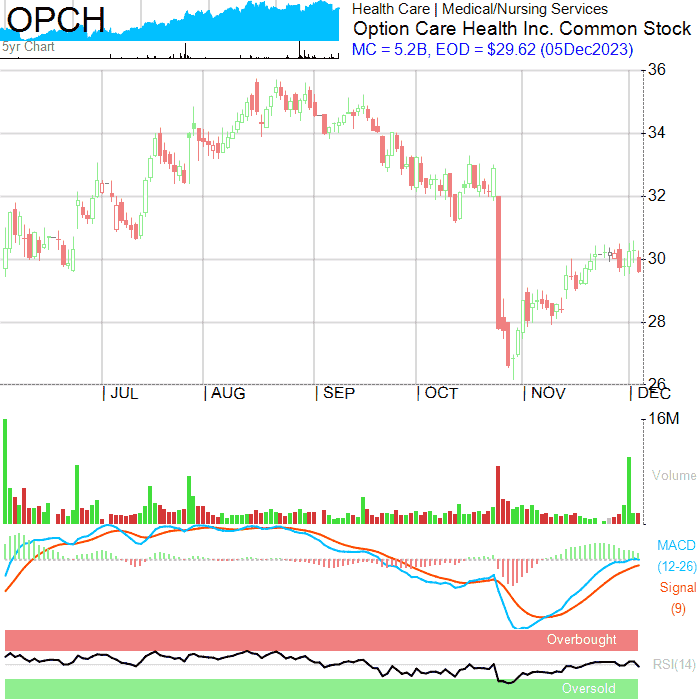 OPCH
5yr Chart
Health Care | Medical/Nursing Services
Option Care Health Inc. Common Stock
MC = 5.2B, EOD = $29.62 (05Dec2023)
36
34
32
30
28
26
| JUL | AUG | SEP | OCT | NOV | DEC
16M
Volume
MACD
(12-26)
Signal
(9)
Overbought
RSI(14)
Oversold